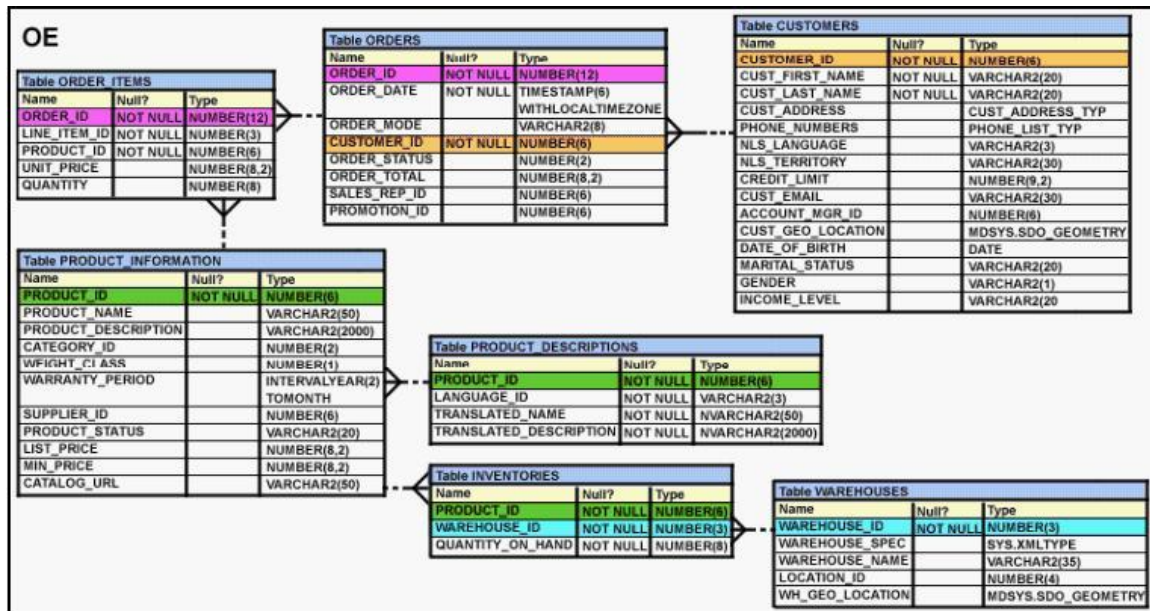 OE
Table ORDER_ITEMS
Name Null? Type
ORDER_ID NOT NULL NUMBER(12)
LINE_ITEM_ID NOT NULL NUMBER(3)
PRODUCT_ID NOT NULL NUMBER(6)
UNIT_PRICE NUMBER(8,2)
QUANTITY NUMBER(8)
Table ORDERS
Name Null? Type
ORDER_ID NOT NULL NUMBER(12)
ORDER_DATE NOT NULL TIMESTAMP(6)
WITHLOCALTIMEZONE
ORDER_MODE VARCHAR2(8)
CUSTOMER_ID NOT NULL NUMBER(6)
ORDER_STATUS NUMBER(2)
ORDER_TOTAL NUMBER(8,2)
SALES_REP_ID NUMBER(6)
PROMOTION_ID NUMBER(6)
Table CUSTOMERS
Name Null? Type
CUSTOMER_ID NOT NULL NUMBER(6)
CUST_FIRST_NAME NOT NULL VARCHAR2(20)
CUST_LAST_NAME NOT NULL VARCHAR2(20)
CUST_ADDRESS CUST_ADDRESS_TYP
PHONE_NUMBERS PHONE_LIST_TYP
NLS_LANGUAGE VARCHAR2(3)
NLS_TERRITORY VARCHAR2(30)
CREDIT_LIMIT NUMBER(9,2)
CUST_EMAIL VARCHAR2(30)
ACCOUNT_MGR_ID NUMBER(6)
CUST_GEO_LOCATION MDSYS.SDO_GEOMETRY
DATE_OF_BIRTH DATE
MARITAL_STATUS VARCHAR2(20)
GENDER VARCHAR2(1)
INCOME_LEVEL VARCHAR2(20
Table PRODUCT_INFORMATION
Name Null? Type
PRODUCT_ID NOT NULL NUMBER(6)
PRODUCT_NAME VARCHAR2(50)
PRODUCT_DESCRIPTION VARCHAR2(2000)
CATEGORY_ID NUMBER(2)
WEIGHT_CLASS NUMBER(1)
WARRANTY_PERIOD INTERVALYEAR(2)
TOMONTH
SUPPLIER_ID NUMBER(6)
PRODUCT_STATUS VARCHAR2(20)
LIST_PRICE NUMBER(8,2)
MIN_PRICE NUMBER(8,2)
CATALOG_URL VARCHAR2(50)
Table PRODUCT_DESCRIPTIONS
Name Null? Type
PRODUCT_ID NOT NULL NUMBER(6)
LANGUAGE_ID NOT NULL VARCHAR2(3)
TRANSLATED_NAME NOT NULL NVARCHAR2(50)
TRANSLATED_DESCRIPTION NOT NULL NVARCHAR2(2000)
Table INVENTORIES
Name Null? Type
PRODUCT_ID NOT NULL NUMBER(6)
WAREHOUSE_ID NOT NULL NUMBER(3)
QUANTITY_ON_HAND NOT NULL NUMBER(8)
Table WAREHOUSES
Name Null? Type
WAREHOUSE_ID NOT NULL NUMBER(3)
WAREHOUSE_SPEC SYS.XMLTYPE
WAREHOUSE_NAME VARCHAR2(35)
LOCATION_ID NUMBER(4)
WH_GEO_LOCATION MDSYS.SDO_GEOMETRY